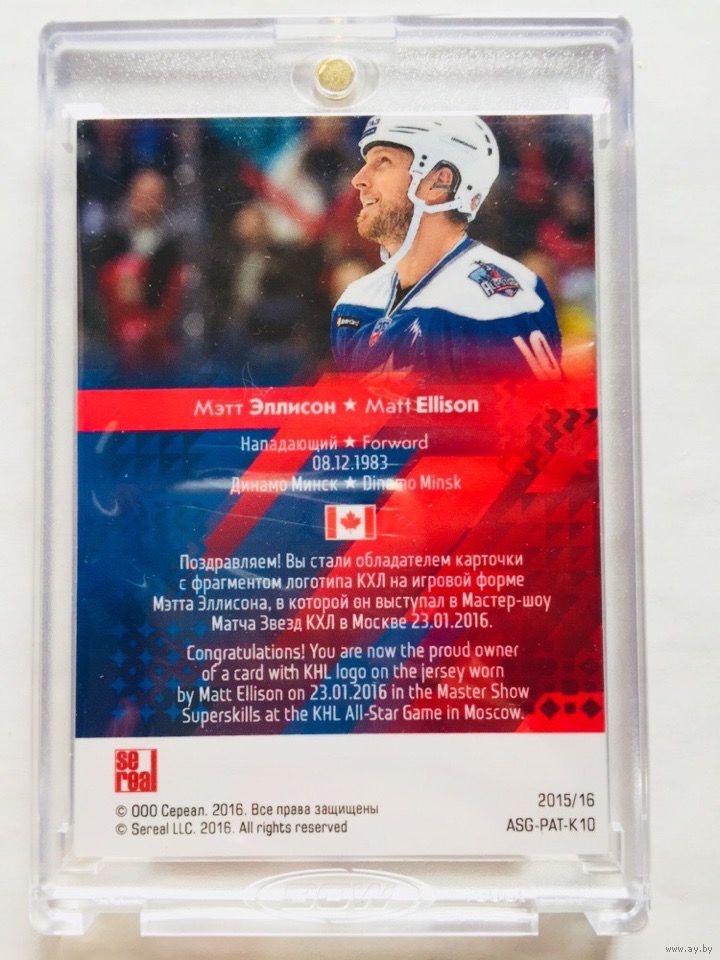 10
Мэтт Эллисон ★ Matt Ellison
Нападающий ★ Forward
08.12.1983
Динамо Минск ★ Dinamo Minsk
Поздравляем! Вы стали обладателем карточки
с фрагментом логотипа КХЛ на игровой форме
Мэтта Эллисона, в которой он выступал в Мастер-шоу
Матча Звезд КХЛ в Москве 23.01.2016.
Congratulations! You are now the proud owner
of a card with KHL logo on the jersey worn
by Matt Ellison on 23.01.2016 in the Master Show
Superskills at the KHL All-Star Game in Moscow.
se
real
© ООО Сереал. 2016. Все права защищены
© Sereal LLC. 2016. All rights reserved
2015/16
ASG-PAT-K10
www.ay.by